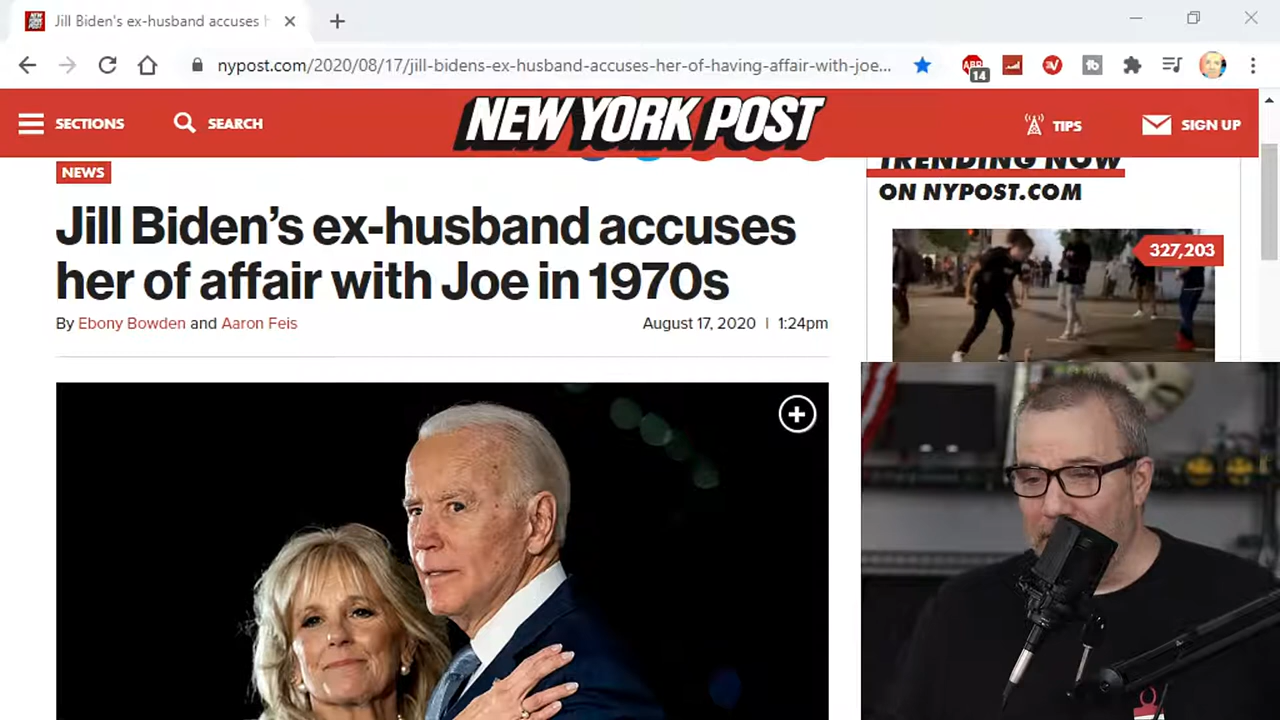 Jill Biden's ex-husband accuses h
nypost.com/2020/08/17/jill-bidens-ex-husband-accuses-her-of-having-affair-with-joe...
14
SECTIONS
SEARCH
NEW YORK POST
TIPS
SIGN UP
NEWS
Jill Biden's ex-husband accuses
her of affair with Joe in 1970s
By Ebony Bowden and Aaron Feis
August 17, 2020 | 1:24pm
TRENDING NOW
ON NYPOST.COM
327,203